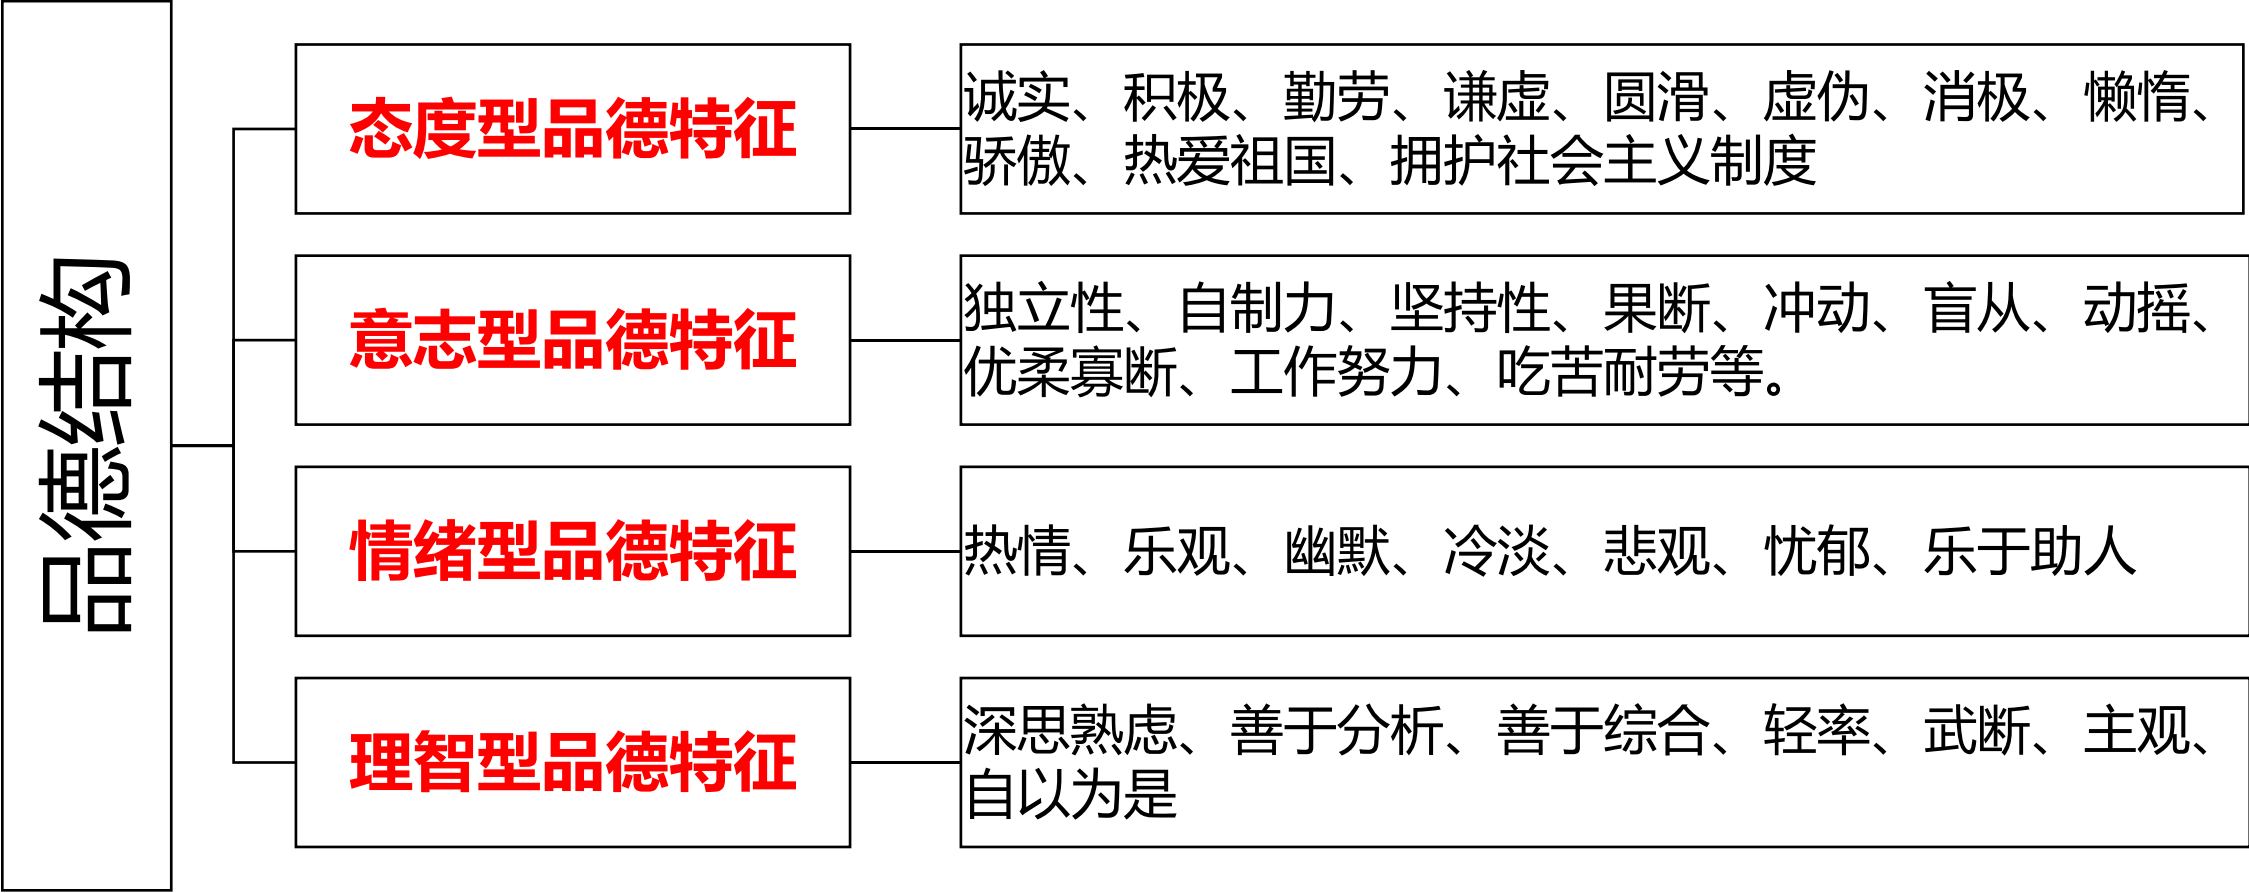 品德结构
态度型品德特征
诚实、积极、勤劳、谦虚、圆滑、虚伪、消极、懒惰、
骄傲、热爱祖国、拥护社会主义制度
意志型品德特征
独立性、自制力、坚持性、果断、冲动、盲从、动摇、
优柔寡断、工作努力、吃苦耐劳等。
情绪型品德特征
热情、乐观、幽默、冷淡、悲观、忧郁、乐于助人
理智型品德特征
深思熟虑、善于分析、善于综合、轻率、武断、主观、
自以为是